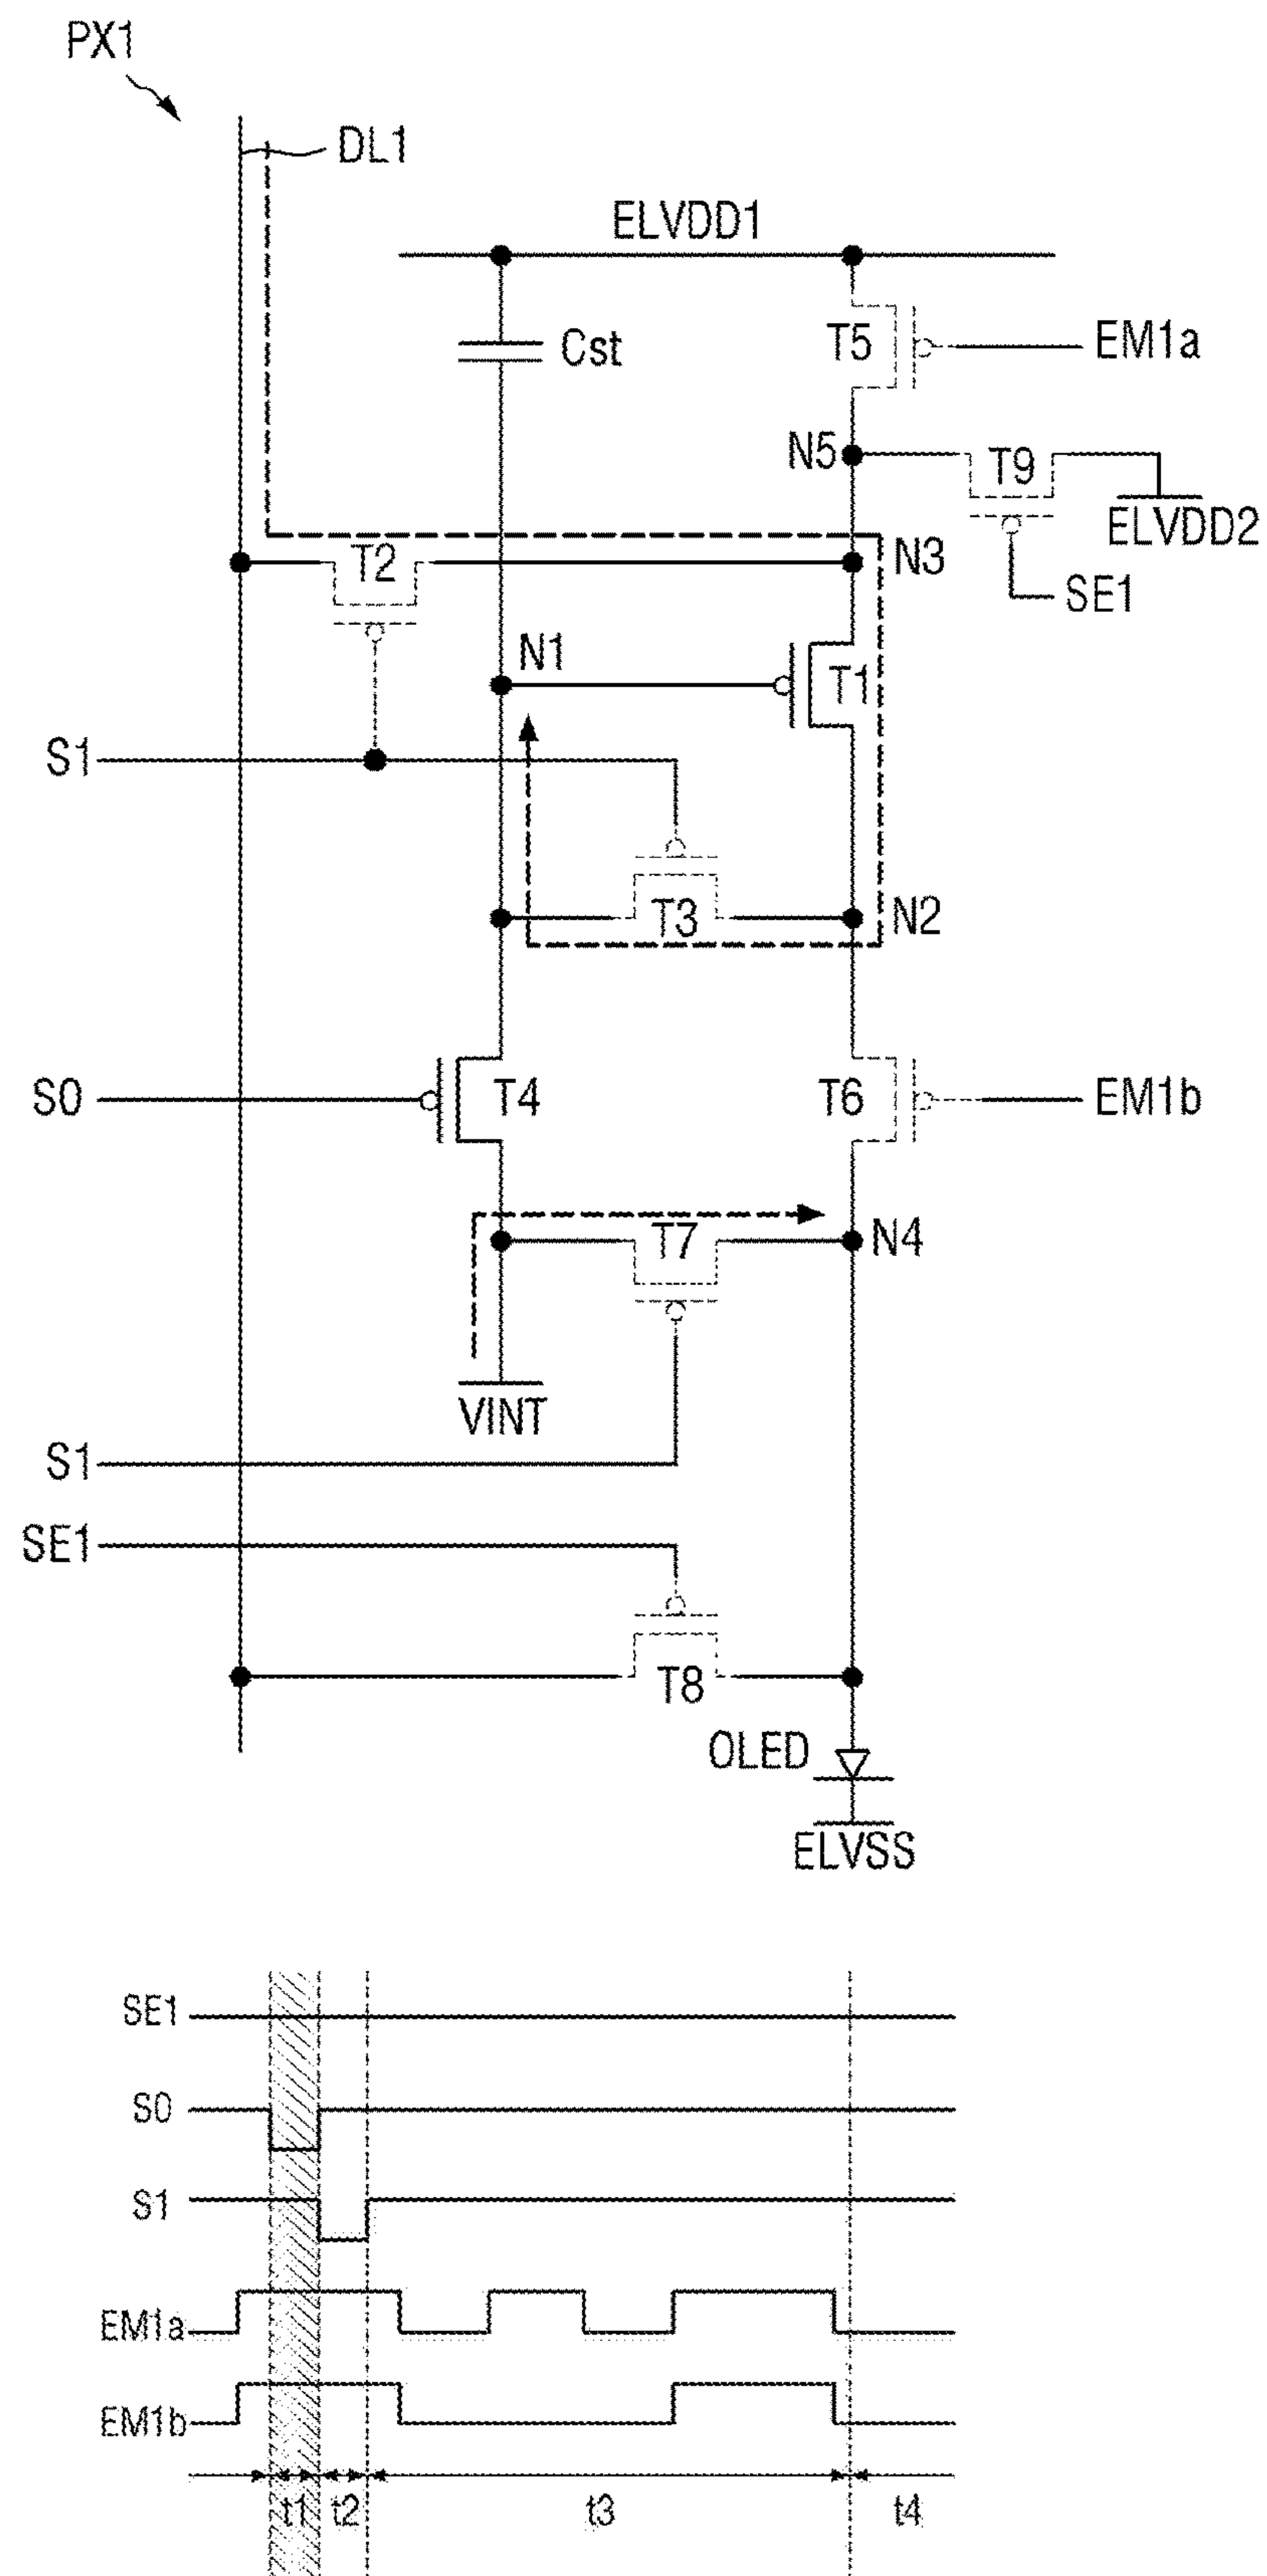 PX1
DL1
ELVDD1
Cst
T5
EM1a
N5
T9
ELVDD2
T2
N3
SE1
N1
T1
S1
T3
N2
S0
T4
T6
EM1b
T7
N4
VINT
S1
SE1
T8
OLED
ELVSS
SE1
S0
S1
EM1a
EM1b
t1
t2
t3
t4